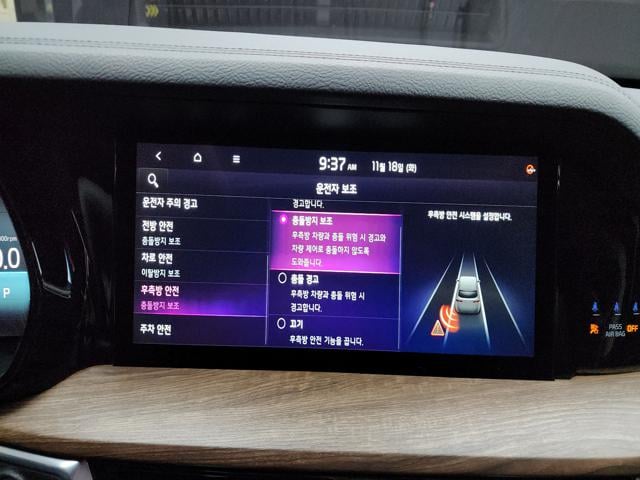 9:37 AM 11월 18일 (화)
운전자 보조
운전자 주의 경고
전방 안전
충돌방지 보조
차로 안전
이탈방지 보조
후측방 안전
충돌방지 보조
주차 안전
경고합니다.
충돌방지 보조
후측방 차량과 충돌 위험 시 경고와
차량 제어로 충돌하지 않도록
도와줍니다.
충돌 경고
후측방 차량과 충돌 위험 시
경고합니다.
끄기
후측방 안전 기능을 끕니다.
후측방 안전 시스템을 설정합니다.
P
PASS
AIR BAG
OFF